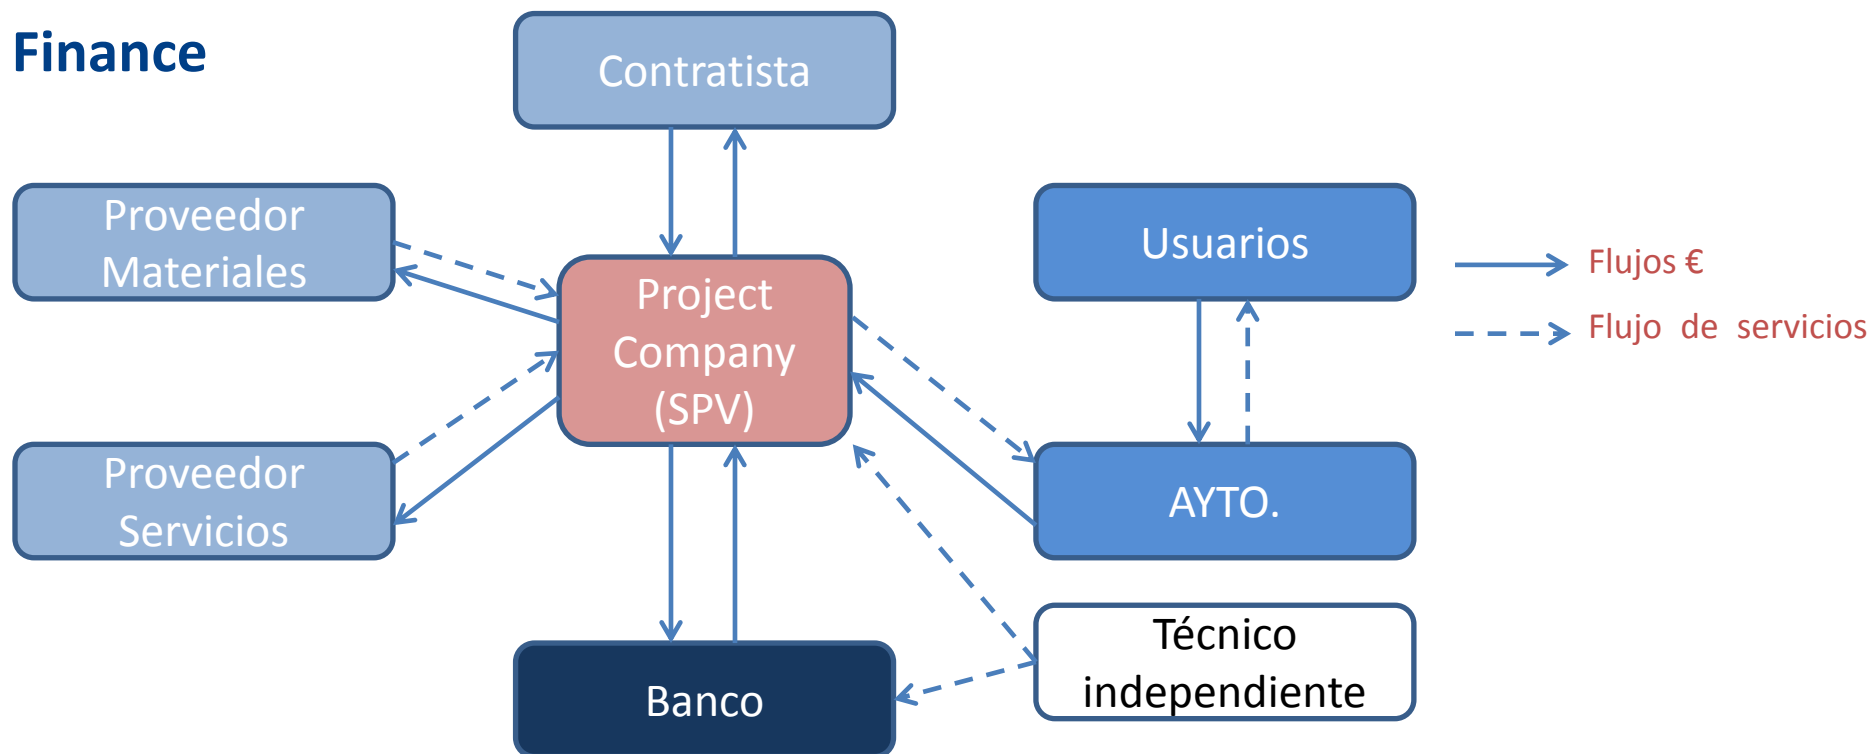 Finance
Contratista
Proveedor
Materiales
Usuarios
Flujos €
Flujo de servicios
Project
Company
(SPV)
Proveedor
Servicios
AYTO.
Técnico
independiente
Banco